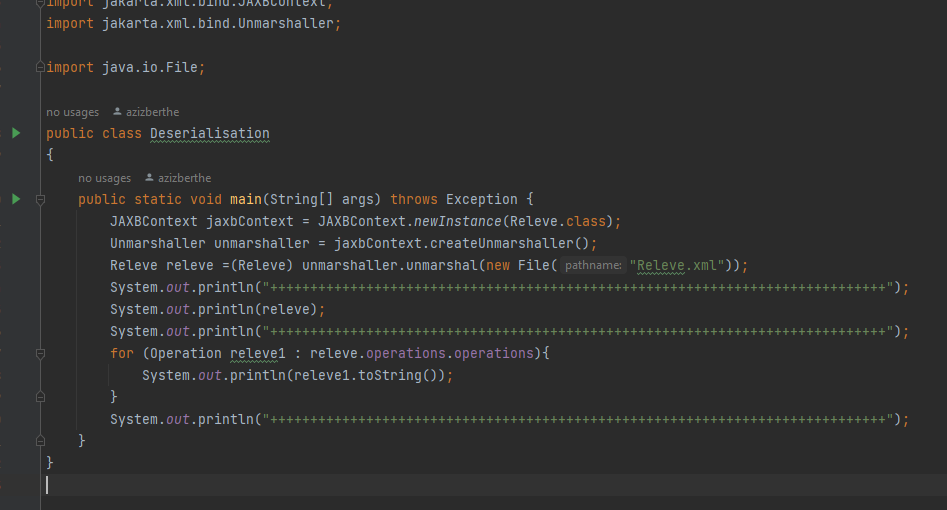 import jakarta.xml.bind.JAXBContext;
import jakarta.xml.bind.Unmarshaller;
import java.io.File;
no usages azizberthe
public class Deserialisation
{
no usages azizberthe
public static void main(String[] args) throws Exception {
JAXBContext jaxbContext = JAXBContext.newInstance(Releve.class);
Unmarshaller unmarshaller = jaxbContext.createUnmarshaller();
Releve releve =(Releve) unmarshaller.unmarshal(new File( pathname: "Releve.xml"));
System.out.println("+++++++++++++++++++++++++++++++++++++++++++++++++++++++++++++++++++++++++++++");
System.out.println(releve);
System.out.println("+++++++++++++++++++++++++++++++++++++++++++++++++++++++++++++++++++++++++++++");
for (Operation releve1 : releve.operations.operations){
System.out.println(releve1.toString());
}
System.out.println("+++++++++++++++++++++++++++++++++++++++++++++++++++++++++++++++++++++++++++++");
}
}